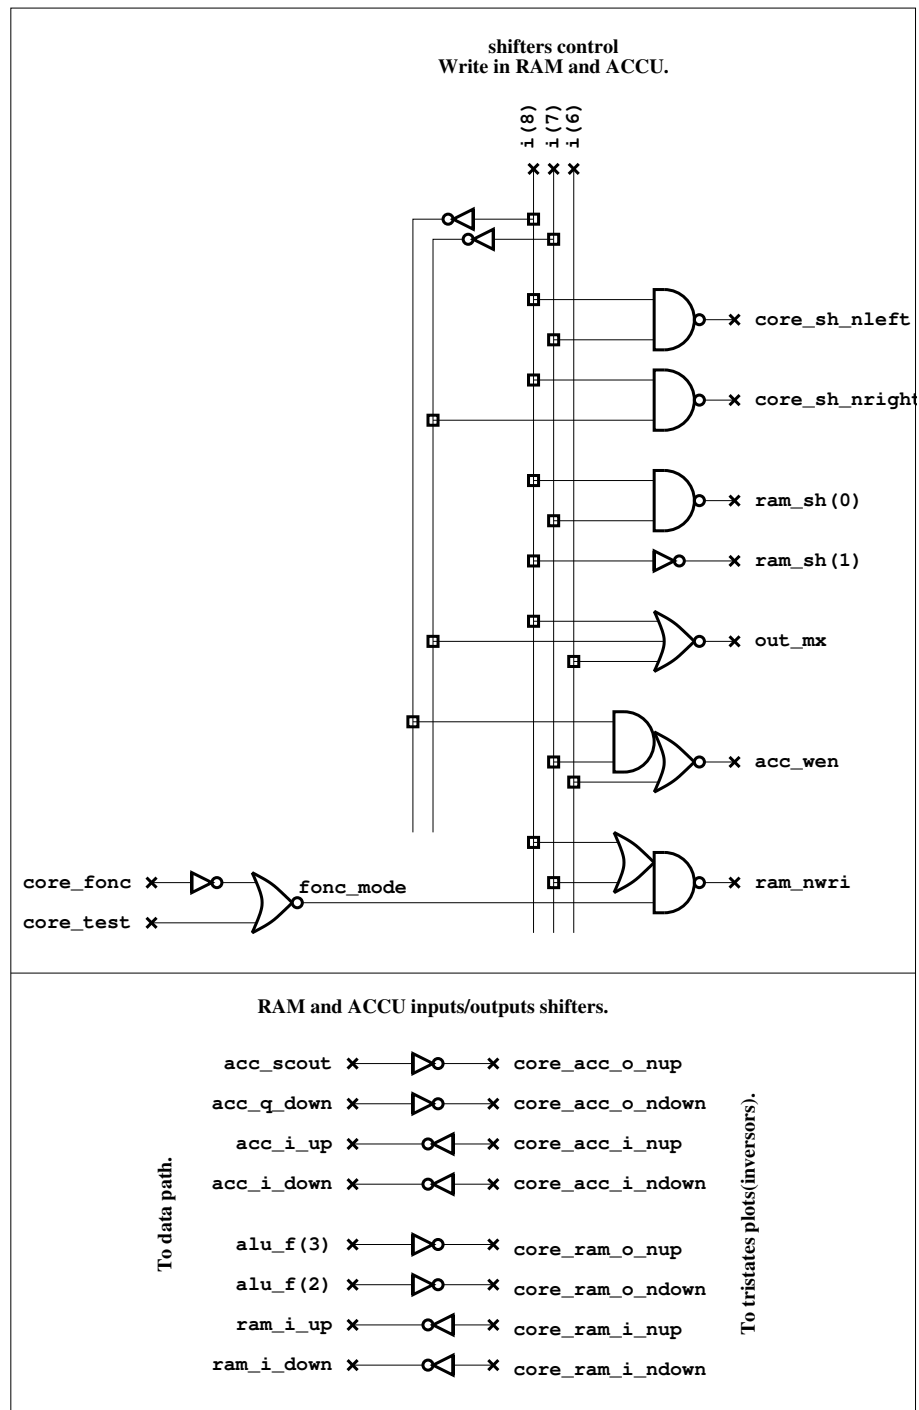 shifters control
Write in RAM and ACCU.
i(8)
i(7)
i(6)
core_sh_nleft
core_sh_nright
ram_sh(0)
ram_sh(1)
out_mx
acc_wen
core_fonc
fonc_mode
ram_nwri
core_test
RAM and ACCU inputs/outputs shifters.
acc_scout core_acc_o_nup
acc_q_down core_acc_o_ndown
acc_i_up core_acc_i_nup
acc_i_down core_acc_i_ndown
alu_f(3) core_ram_o_nup
alu_f(2) core_ram_o_ndown
ram_i_up core_ram_i_nup
ram_i_down core_ram_i_ndown
To data path.
To tristates plots(inversors).